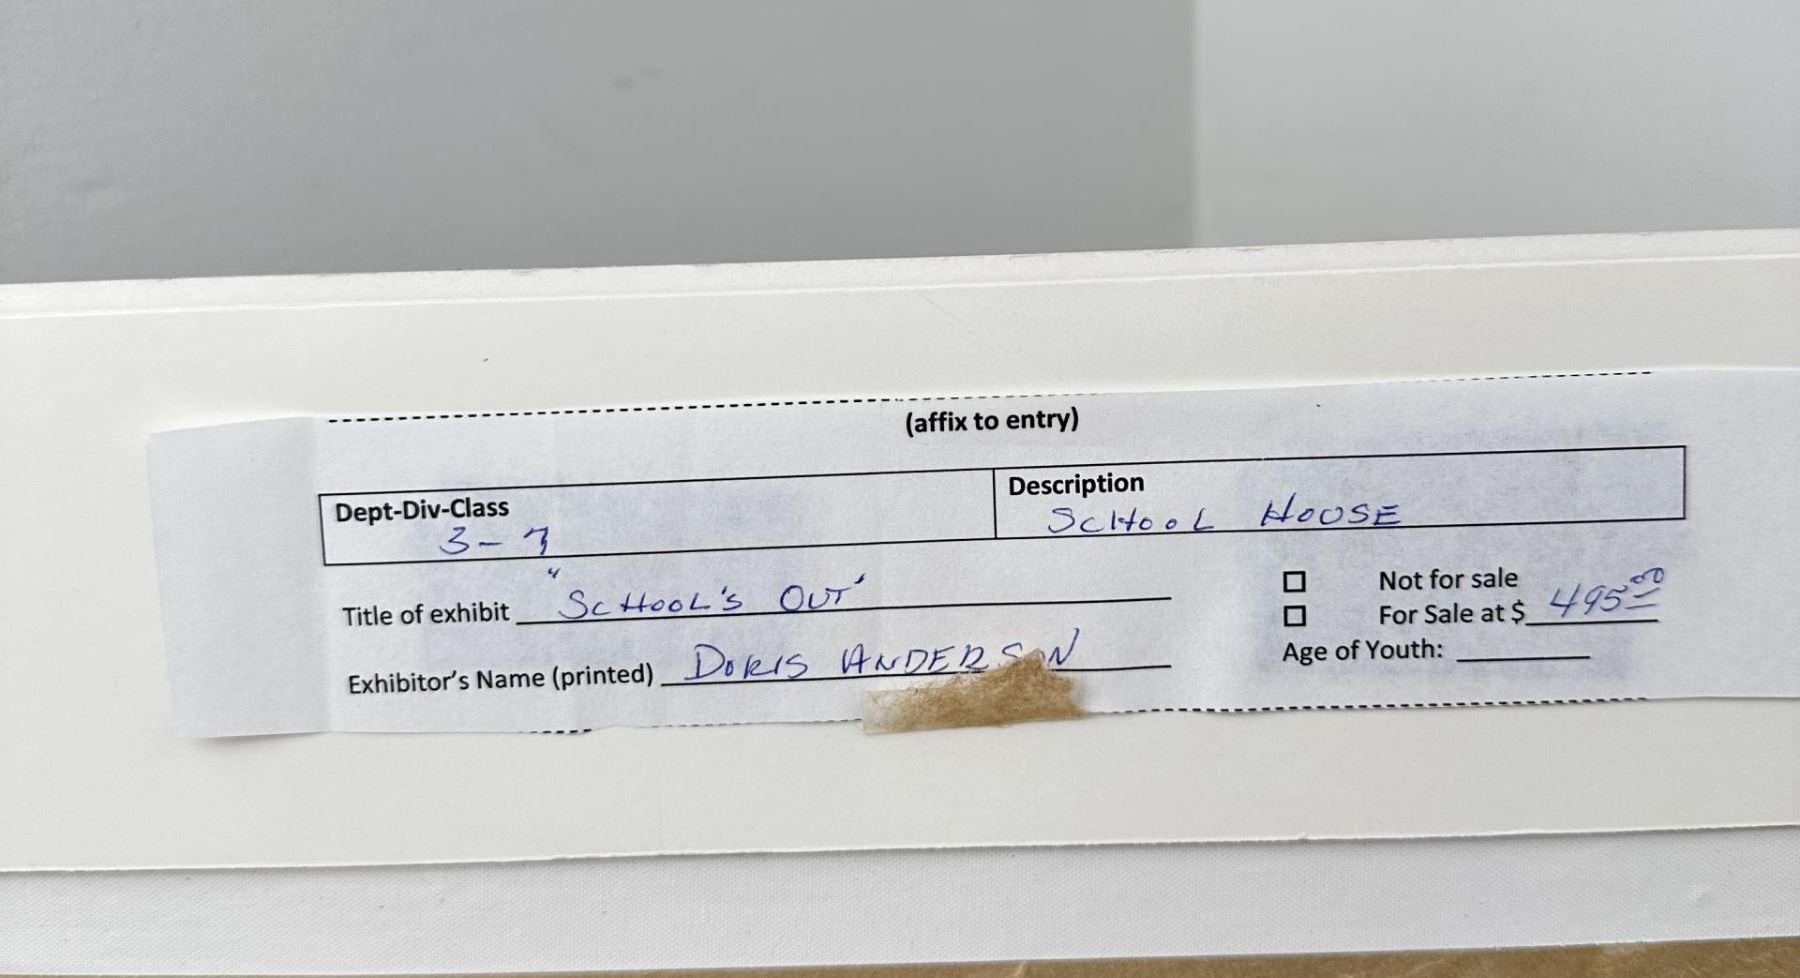 (affix to entry)
Dept-Div-Class
3-7
Description
SCHOOL HOUSE
Title of exhibit "SCHOOL'S OUT"
Exhibitor's Name (printed) DORIS ANDERSON
☐ Not for sale
☐ For Sale at $ 495.00
Age of Youth: